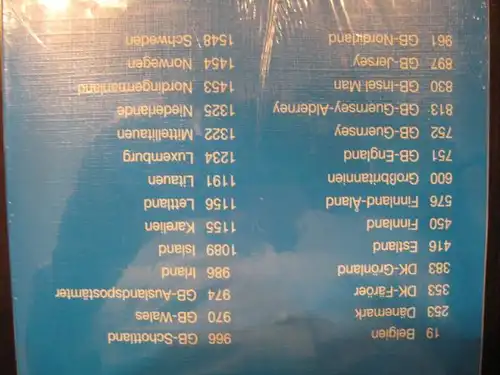 19 Belgien
253 Dänemark
353 DK-Färöer
383 DK-Grönland
416 Estland
450 Finnland
576 Finnland-Åland
600 Großbritannien
751 GB-England
752 GB-Guernsey
813 GB-Guernsey-Alderney
830 GB-Insel Man
897 GB-Jersey
961 GB-Nordirland
966 GB-Schottland
970 GB-Wales
974 GB-Auslandspostämter
986 Irland
1089 Island
1155 Karelien
1156 Lettland
1191 Litauen
1234 Luxemburg
1322 Mittellitauen
1325 Niederlande
1453 Nordingermanland
1454 Norwegen
1548 Schweden